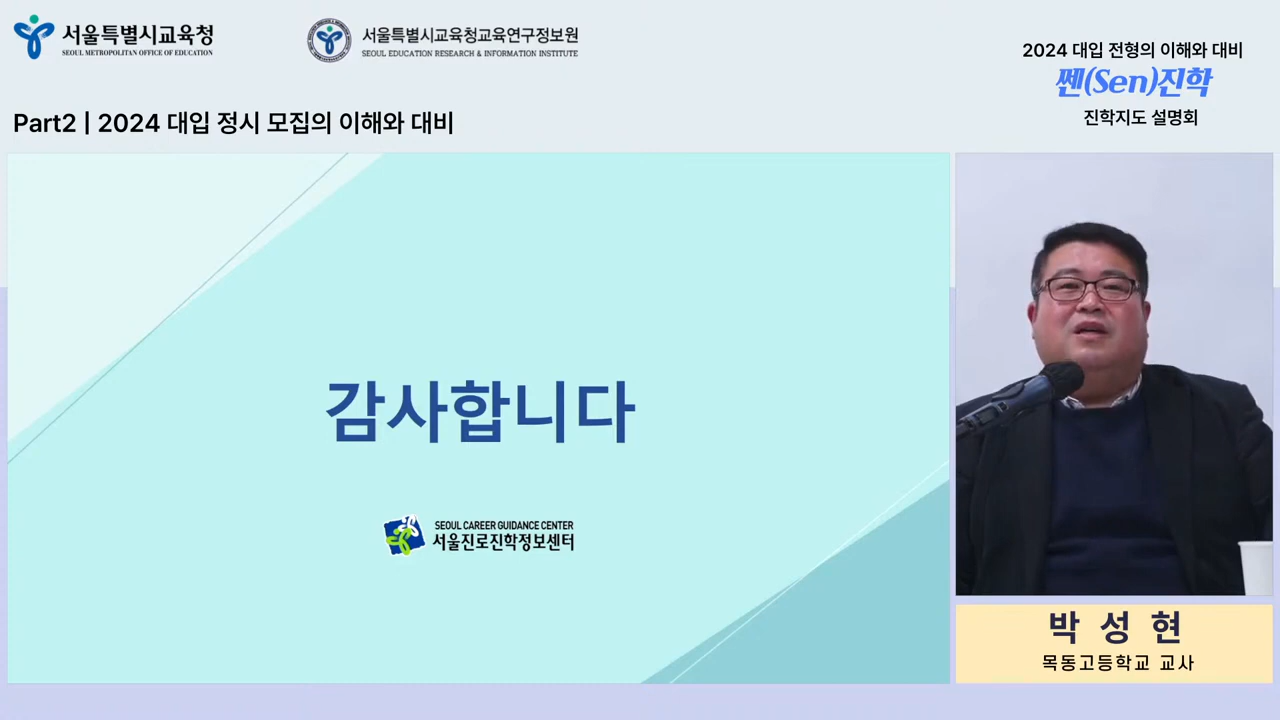 서울특별시교육청
SEOUL METROPOLITAN OFFICE OF EDUCATION
서울특별시교육청교육연구정보원
SEOUL EDUCATION RESEARCH & INFORMATION INSTITUTE
2024 대입 전형의 이해와 대비
쎈(Sen)진학
진학지도 설명회
Part2 | 2024 대입 정시 모집의 이해와 대비
감사합니다
SEOUL CAREER GUIDANCE CENTER
서울진로진학정보센터
박 성 현
목동고등학교 교사